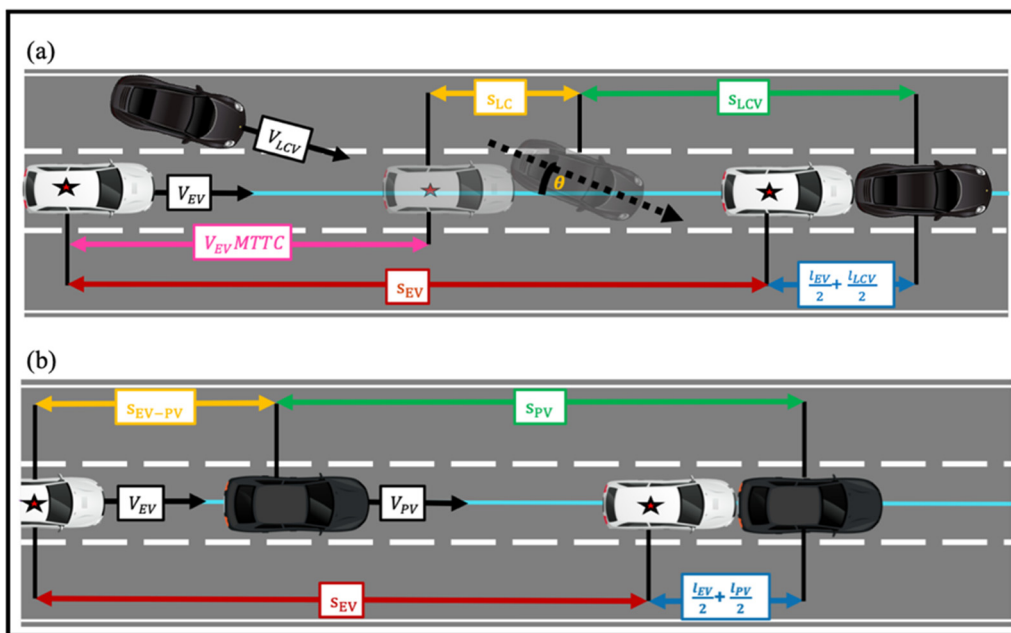 (a)
s_LC
s_LCV
V_LCV
θ
V_EV
V_EV MTTC
s_EV
l_EV/2 + l_LCV/2
(b)
s_EV−PV
s_PV
V_EV
V_PV
s_EV
l_EV/2 + l_PV/2